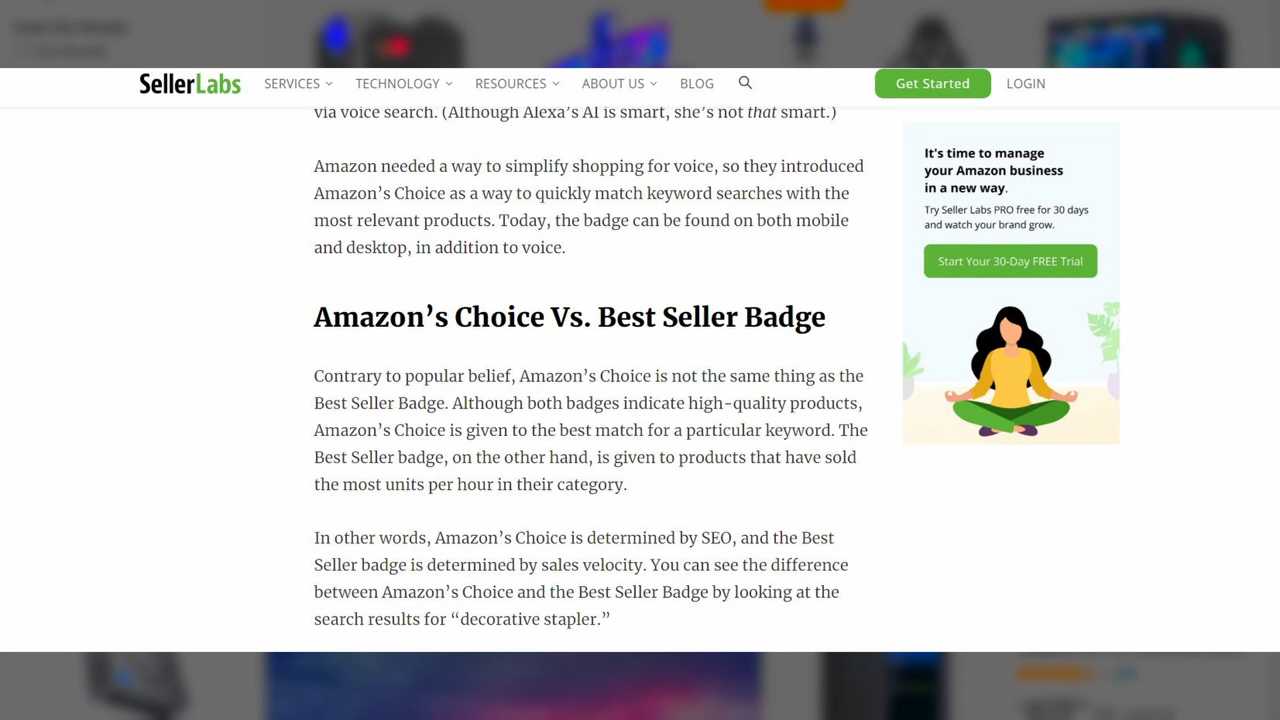 SellerLabs SERVICES TECHNOLOGY RESOURCES ABOUT US BLOG Get Started LOGIN
via voice search. (Although Alexa’s AI is smart, she’s not that smart.)
Amazon needed a way to simplify shopping for voice, so they introduced
Amazon’s Choice as a way to quickly match keyword searches with the
most relevant products. Today, the badge can be found on both mobile
and desktop, in addition to voice.
Amazon’s Choice Vs. Best Seller Badge
Contrary to popular belief, Amazon’s Choice is not the same thing as the
Best Seller Badge. Although both badges indicate high-quality products,
Amazon’s Choice is given to the best match for a particular keyword. The
Best Seller badge, on the other hand, is given to products that have sold
the most units per hour in their category.
In other words, Amazon’s Choice is determined by SEO, and the Best
Seller badge is determined by sales velocity. You can see the difference
between Amazon’s Choice and the Best Seller Badge by looking at the
search results for “decorative stapler.”
It's time to manage
your Amazon business
in a new way.
Try Seller Labs PRO free for 30 days
and watch your brand grow.
Start Your 30-Day FREE Trial